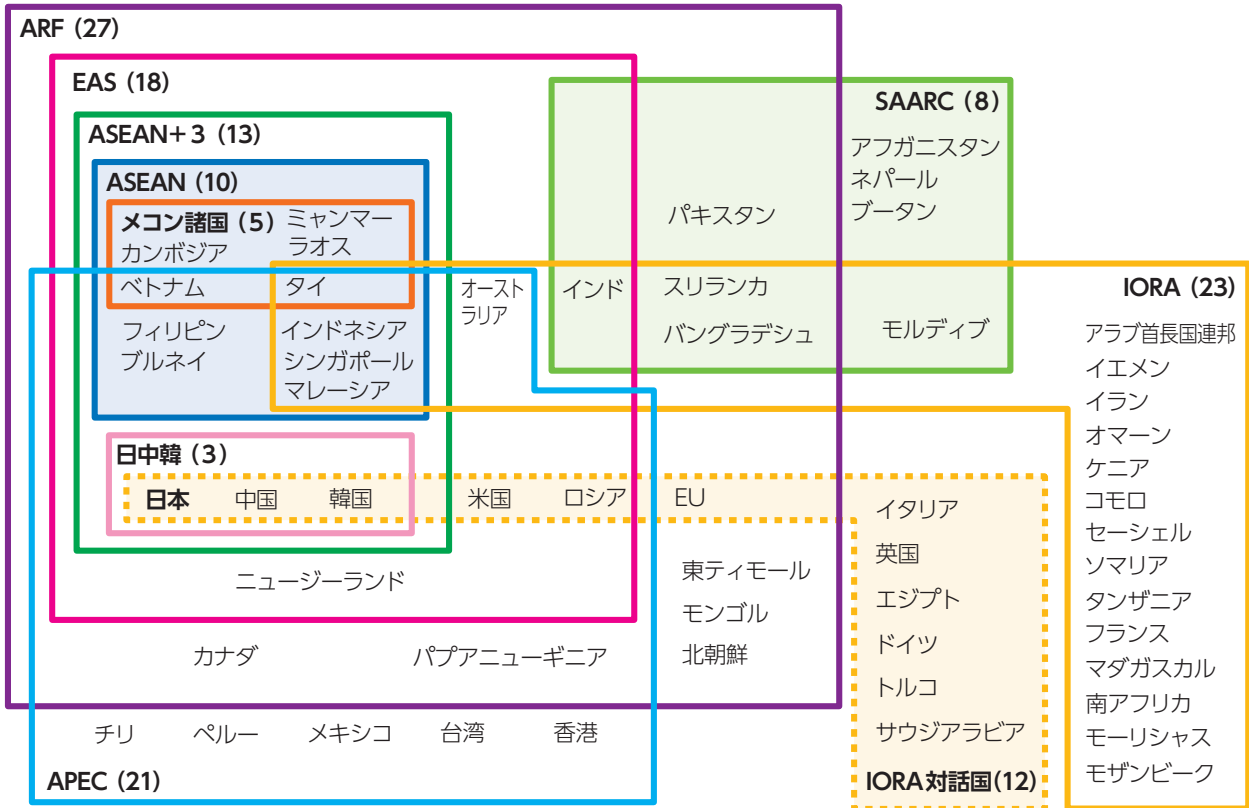 ARF (27)
EAS (18)
SAARC (8)
ASEAN+3 (13)
アフガニスタン
ネパール
ブータン
ASEAN (10)
パキスタン
メコン諸国 (5)
ミャンマー
カンボジア
ラオス
ベトナム
タイ
オースト
ラリア
インド
スリランカ
IORA (23)
フィリピン
ブルネイ
インドネシア
シンガポール
マレーシア
バングラデシュ
モルディブ
アラブ首長国連邦
イエメン
イラン
オマーン
ケニア
コモロ
セーシェル
ソマリア
タンザニア
フランス
マダガスカル
南アフリカ
モーリシャス
モザンビーク
日中韓 (3)
日本 中国 韓国 米国 ロシア EU
イタリア
英国
エジプト
ドイツ
トルコ
サウジアラビア
IORA対話国(12)
ニュージーランド
東ティモール
モンゴル
北朝鮮
カナダ パプアニューギニア
チリ ペルー メキシコ 台湾 香港
APEC (21)